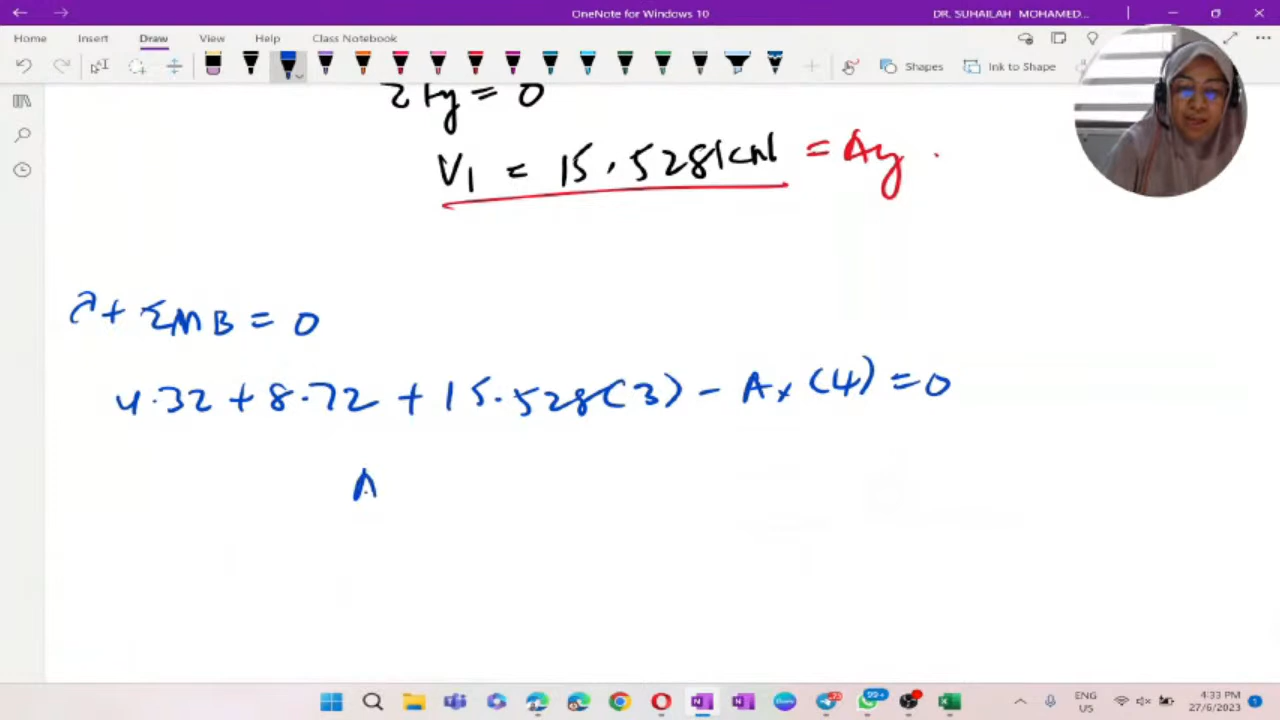 OneNote for Windows 10
DR. SUHAILAH MOHAMED...
Home Insert Draw View Help Class Notebook
Shapes Ink to Shape
ΣFy = 0
V1 = 15.528kN = Ay
+ ΣMB = 0
4.32 + 8.72 + 15.528(3) - Ax (4) = 0
A
99+
ENG
US
4:33 PM
27/6/2023